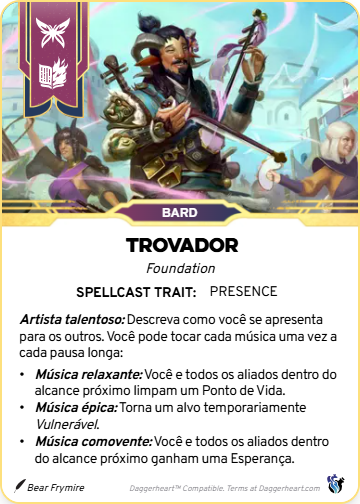 BARD
TROVADOR
Foundation
SPELLCAST TRAIT: PRESENCE
Artista talentoso: Descreva como você se apresenta
para os outros. Você pode tocar cada música uma vez a
cada pausa longa:
• Música relaxante: Você e todos os aliados dentro do
alcance próximo limpam um Ponto de Vida.
• Música épica: Torna um alvo temporariamente
Vulnerável.
• Música comovente: Você e todos os aliados dentro
do alcance próximo ganham uma Esperança.
Bear Frymire
Daggerheart™ Compatible. Terms at Daggerheart.com